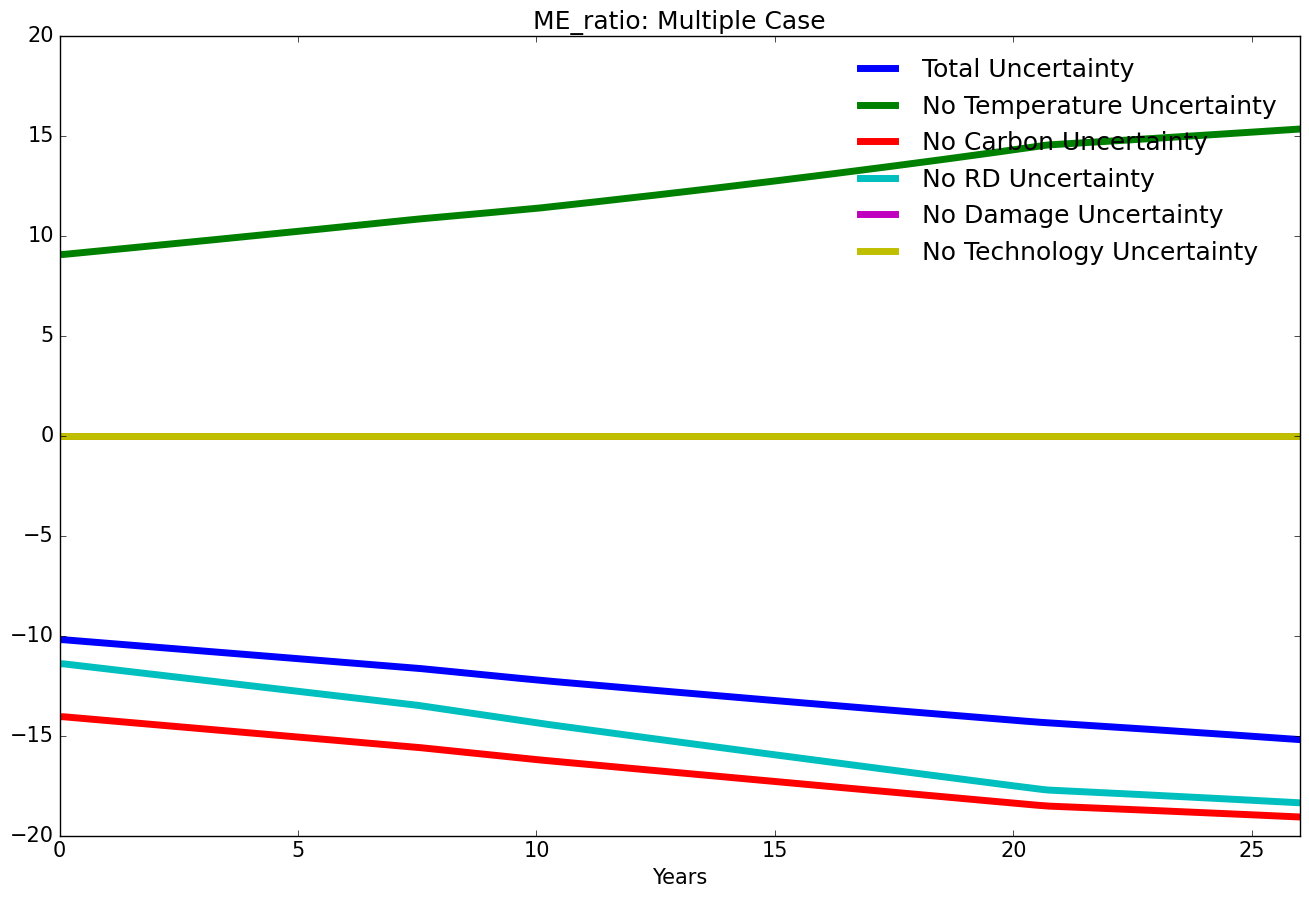 ME_ratio: Multiple Case
20
15
10
5
0
−5
−10
−15
−20
Total Uncertainty
No Temperature Uncertainty
No Carbon Uncertainty
No RD Uncertainty
No Damage Uncertainty
No Technology Uncertainty
0 5 10 15 20 25
Years